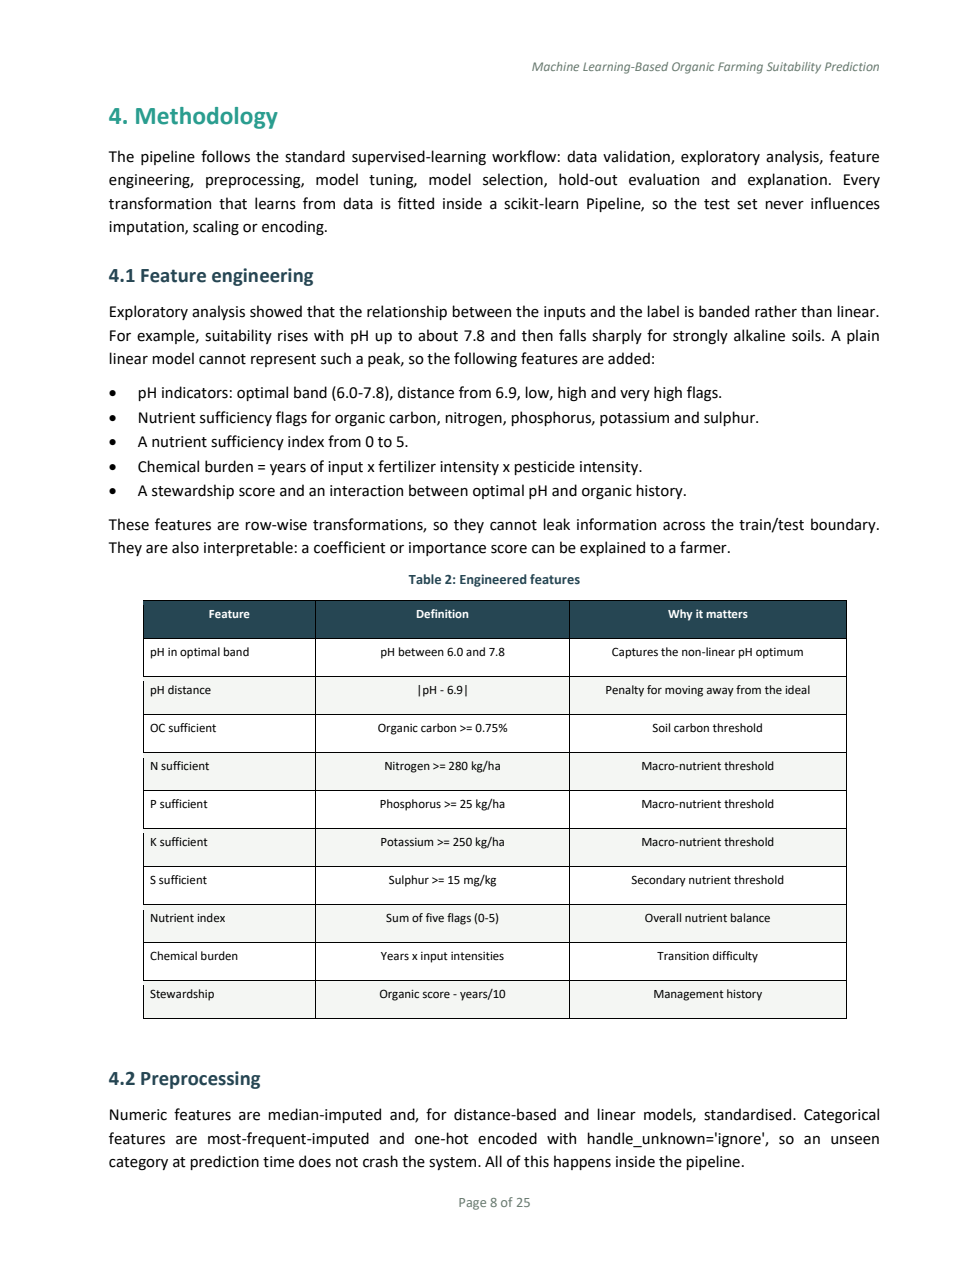 Machine Learning-Based Organic Farming Suitability Prediction
4. Methodology
The pipeline follows the standard supervised-learning workflow: data validation, exploratory analysis, feature
engineering, preprocessing, model tuning, model selection, hold-out evaluation and explanation. Every
transformation that learns from data is fitted inside a scikit-learn Pipeline, so the test set never influences
imputation, scaling or encoding.
4.1 Feature engineering
Exploratory analysis showed that the relationship between the inputs and the label is banded rather than linear.
For example, suitability rises with pH up to about 7.8 and then falls sharply for strongly alkaline soils. A plain
linear model cannot represent such a peak, so the following features are added:
• pH indicators: optimal band (6.0-7.8), distance from 6.9, low, high and very high flags.
• Nutrient sufficiency flags for organic carbon, nitrogen, phosphorus, potassium and sulphur.
• A nutrient sufficiency index from 0 to 5.
• Chemical burden = years of input x fertilizer intensity x pesticide intensity.
• A stewardship score and an interaction between optimal pH and organic history.
These features are row-wise transformations, so they cannot leak information across the train/test boundary.
They are also interpretable: a coefficient or importance score can be explained to a farmer.
Table 2: Engineered features
Feature Definition Why it matters
pH in optimal band pH between 6.0 and 7.8 Captures the non-linear pH optimum
pH distance |pH - 6.9| Penalty for moving away from the ideal
OC sufficient Organic carbon >= 0.75% Soil carbon threshold
N sufficient Nitrogen >= 280 kg/ha Macro-nutrient threshold
P sufficient Phosphorus >= 25 kg/ha Macro-nutrient threshold
K sufficient Potassium >= 250 kg/ha Macro-nutrient threshold
S sufficient Sulphur >= 15 mg/kg Secondary nutrient threshold
Nutrient index Sum of five flags (0-5) Overall nutrient balance
Chemical burden Years x input intensities Transition difficulty
Stewardship Organic score - years/10 Management history
4.2 Preprocessing
Numeric features are median-imputed and, for distance-based and linear models, standardised. Categorical
features are most-frequent-imputed and one-hot encoded with handle_unknown='ignore', so an unseen
category at prediction time does not crash the system. All of this happens inside the pipeline.
Page 8 of 25